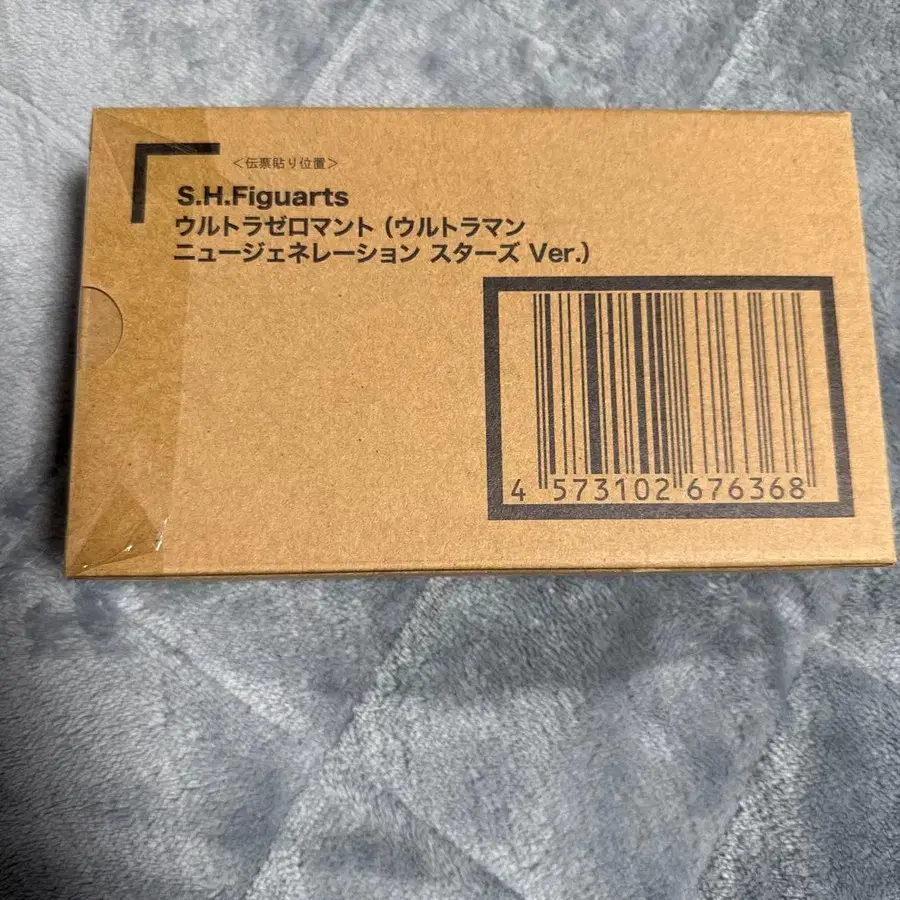 ＜伝票貼り位置＞
S.H.Figuarts
ウルトラゼロマント（ウルトラマン
ニュージェネレーション スターズ Ver.）
4 573102 676368